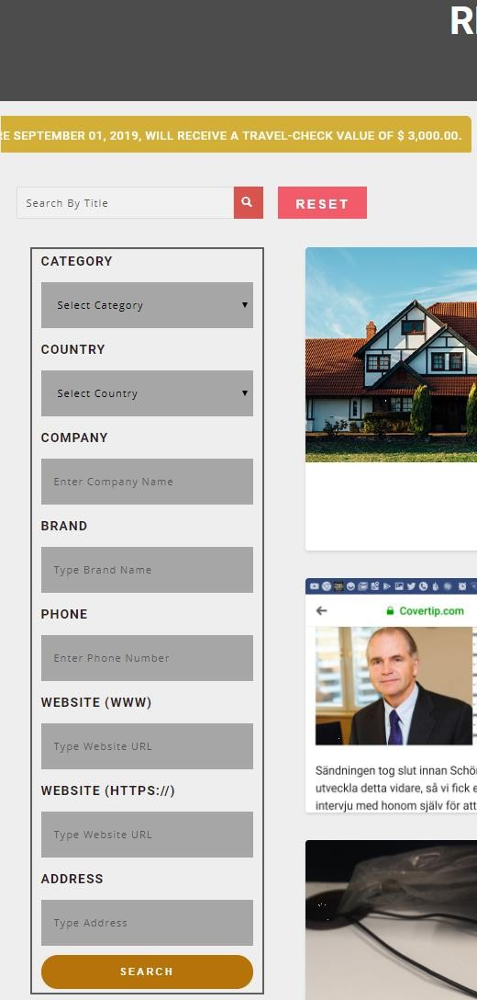 SEPTEMBER 01, 2019, WILL RECEIVE A TRAVEL-CHECK VALUE OF $ 3,000.00.
Search By Title
RESET
CATEGORY
Select Category
COUNTRY
Select Country
COMPANY
Enter Company Name
BRAND
Type Brand Name
PHONE
Enter Phone Number
WEBSITE (WWW)
Type Website URL
WEBSITE (HTTPS://)
Type Website URL
ADDRESS
Type Address
SEARCH
Covertip.com
Sändningen tog slut innan
utveckla detta vidare, så vi fick
intervju med honom själv för att